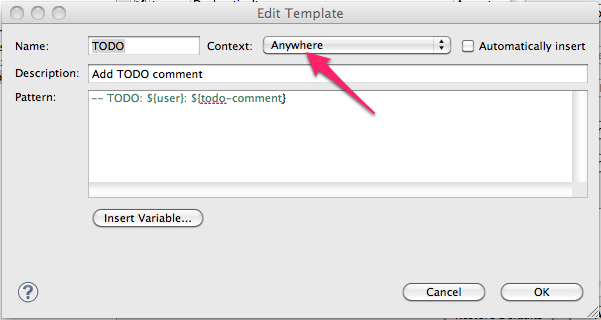 Edit Template
Name: TODO Context: Anywhere Automatically insert
Description: Add TODO comment
Pattern: -- TODO: ${user}: ${todo-comment}
Insert Variable...
? Cancel OK